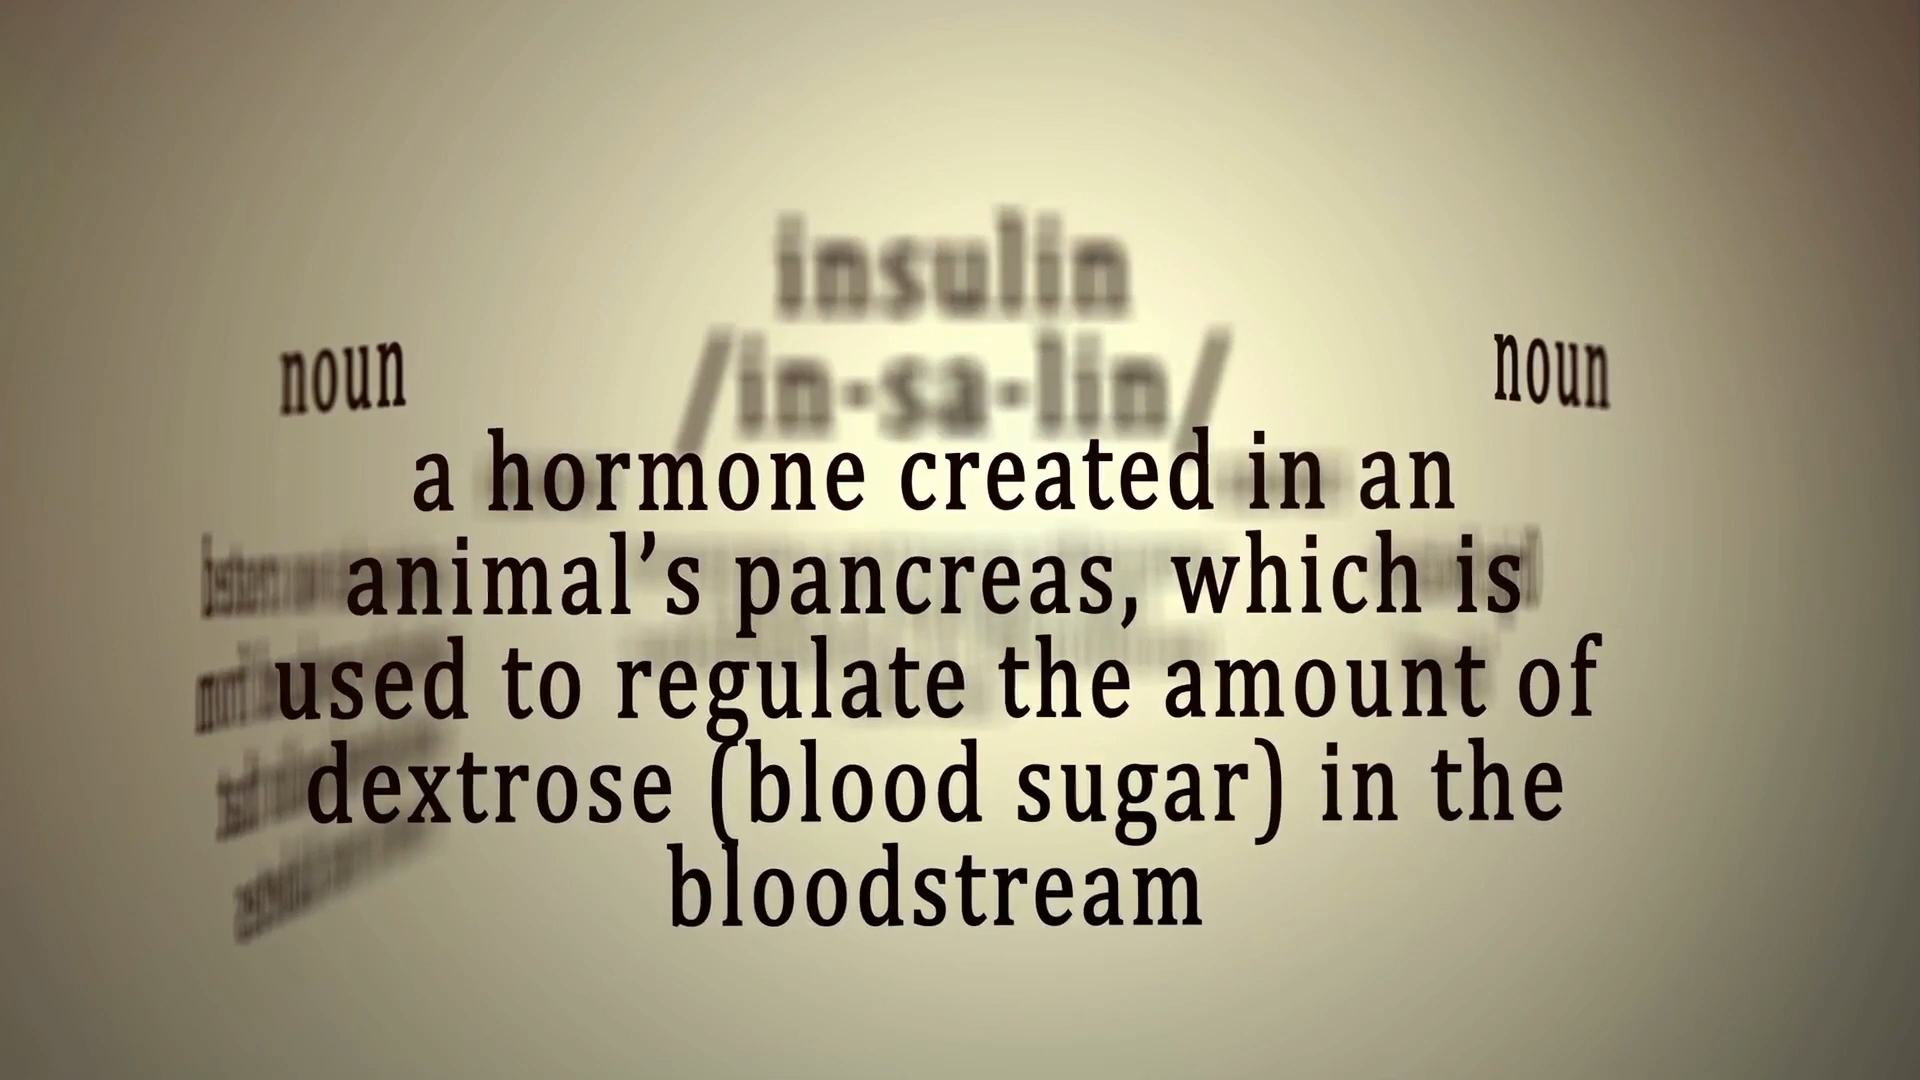 insulin
/in·sa·lin/
noun
noun
a hormone created in an
animal’s pancreas, which is
used to regulate the amount of
dextrose (blood sugar) in the
bloodstream